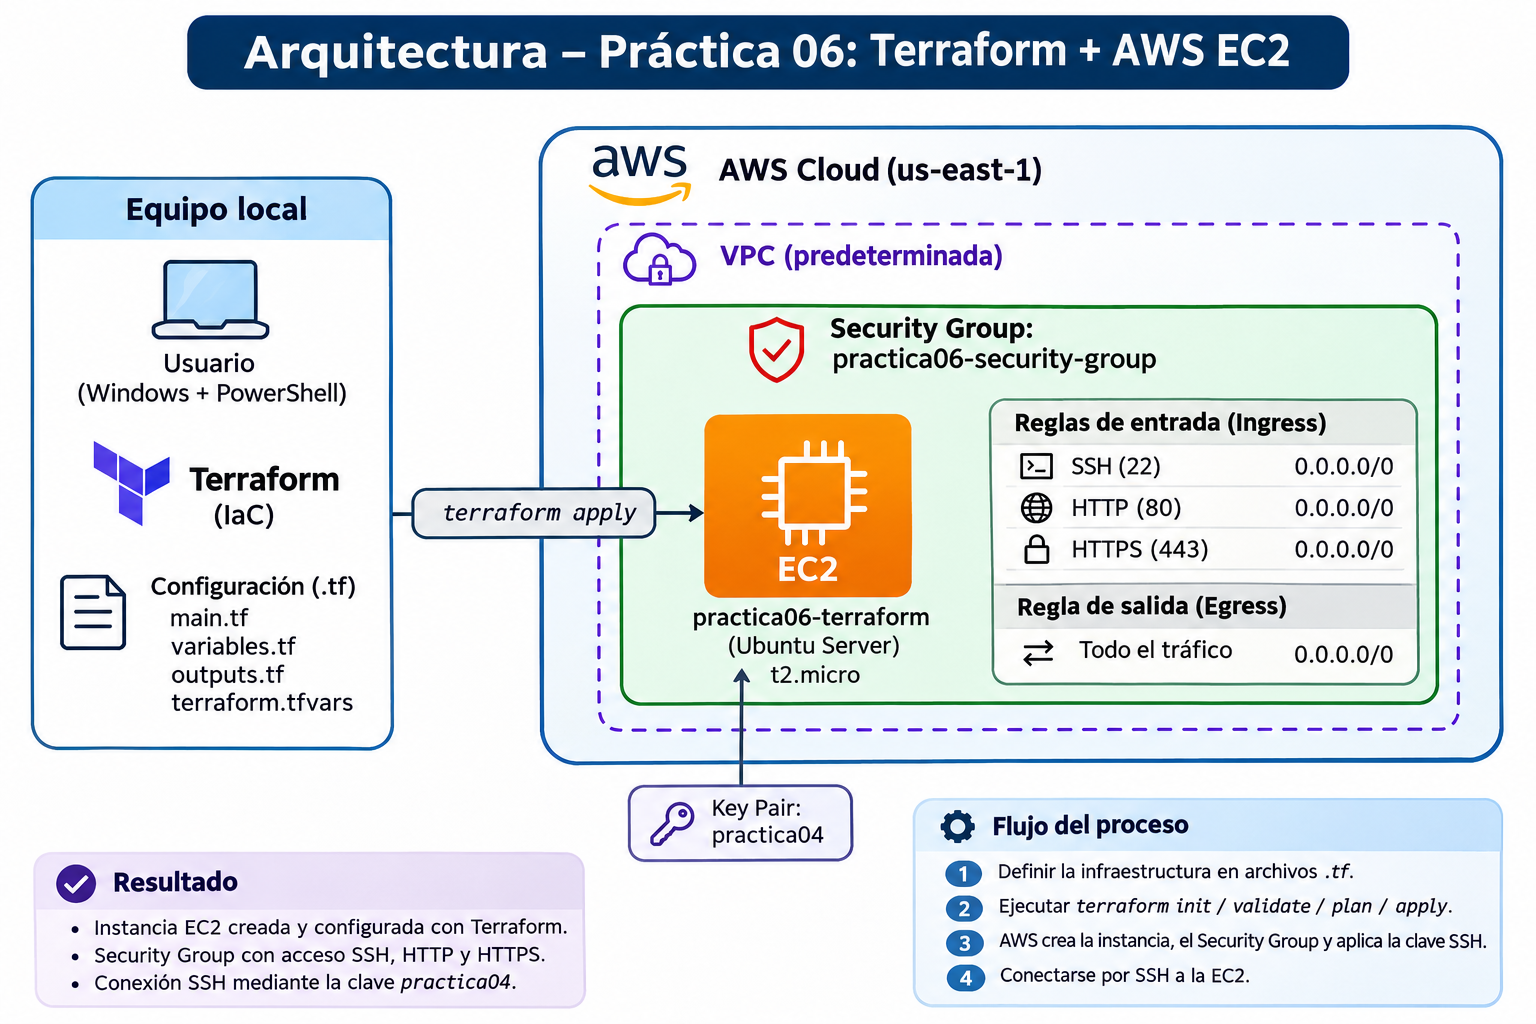 Arquitectura – Práctica 06: Terraform + AWS EC2
Equipo local
Usuario
(Windows + PowerShell)
Terraform
(IaC)
Configuración (.tf)
main.tf
variables.tf
outputs.tf
terraform.tfvars
terraform apply
aws
AWS Cloud (us-east-1)
VPC (predeterminada)
Security Group:
practica06-security-group
EC2
practica06-terraform
(Ubuntu Server)
t2.micro
Reglas de entrada (Ingress)
SSH (22) 0.0.0.0/0
HTTP (80) 0.0.0.0/0
HTTPS (443) 0.0.0.0/0
Regla de salida (Egress)
Todo el tráfico 0.0.0.0/0
Key Pair:
practica04
Resultado
• Instancia EC2 creada y configurada con Terraform.
• Security Group con acceso SSH, HTTP y HTTPS.
• Conexión SSH mediante la clave practica04.
Flujo del proceso
1 Definir la infraestructura en archivos .tf.
2 Ejecutar terraform init / validate / plan / apply.
3 AWS crea la instancia, el Security Group y aplica la clave SSH.
4 Conectarse por SSH a la EC2.